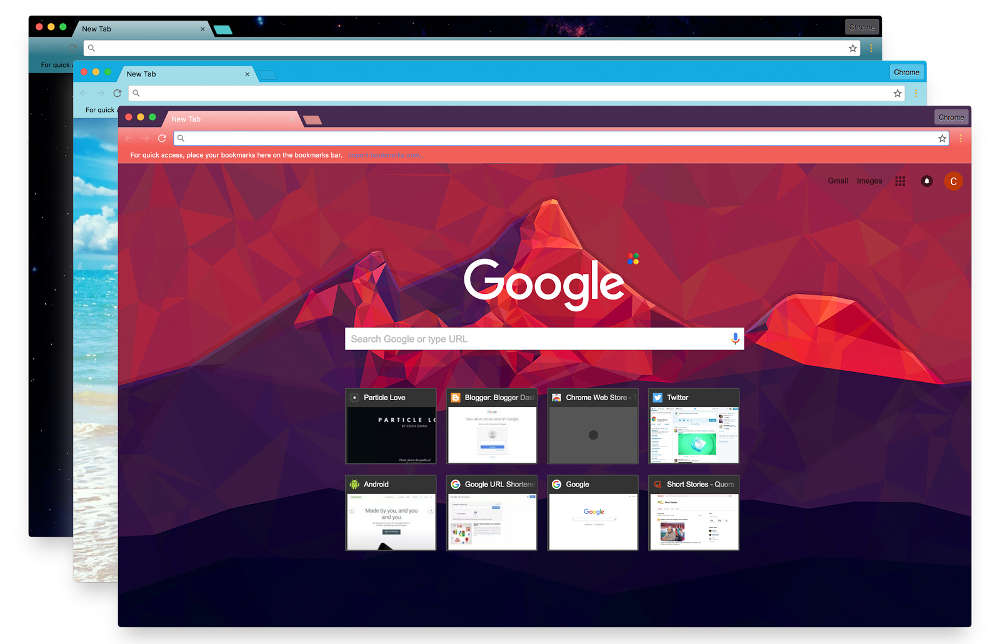 New Tab
Chrome
For quick
New Tab
Chrome
For quick
New Tab
Chrome
For quick access, place your bookmarks here on the bookmarks bar.
Gmail Images C
Google
Search Google or type URL
Particle Love
Blogger: Blogger Das
Chrome Web Store - T
Twitter
PARTICLE LO
Android
Google URL Shortene
Google
Short Stories - Quora
Made by you, and you
and you
Google